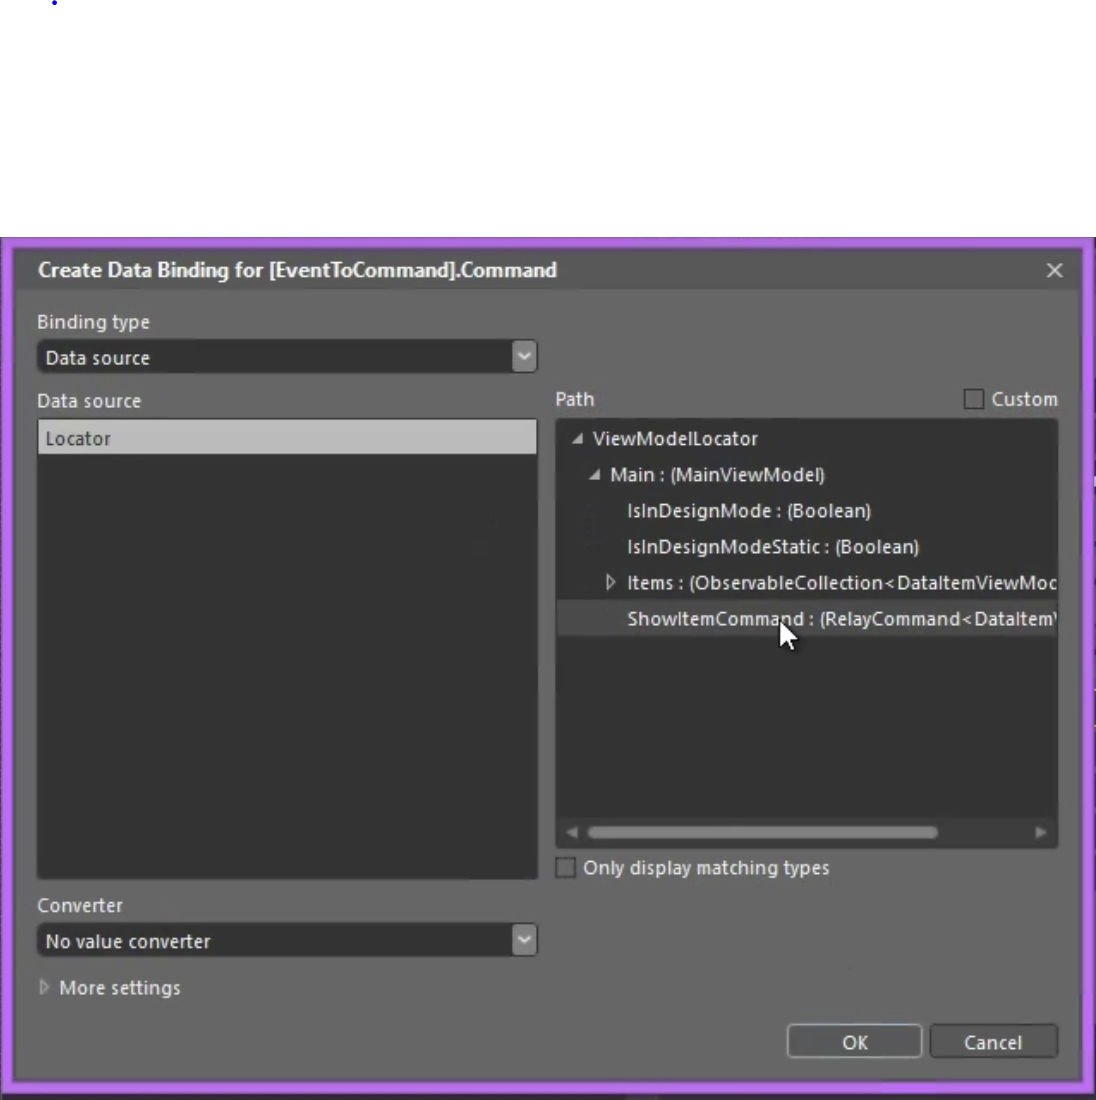 Create Data Binding for [EventToCommand].Command
Binding type
Data source
Data source
Locator
Path
Custom
ViewModelLocator
Main : (MainViewModel)
IsInDesignMode : (Boolean)
IsInDesignModeStatic : (Boolean)
Items : (ObservableCollection<DataItemViewMod
ShowItemCommand : (RelayCommand<DataItemV
Only display matching types
Converter
No value converter
More settings
OK
Cancel